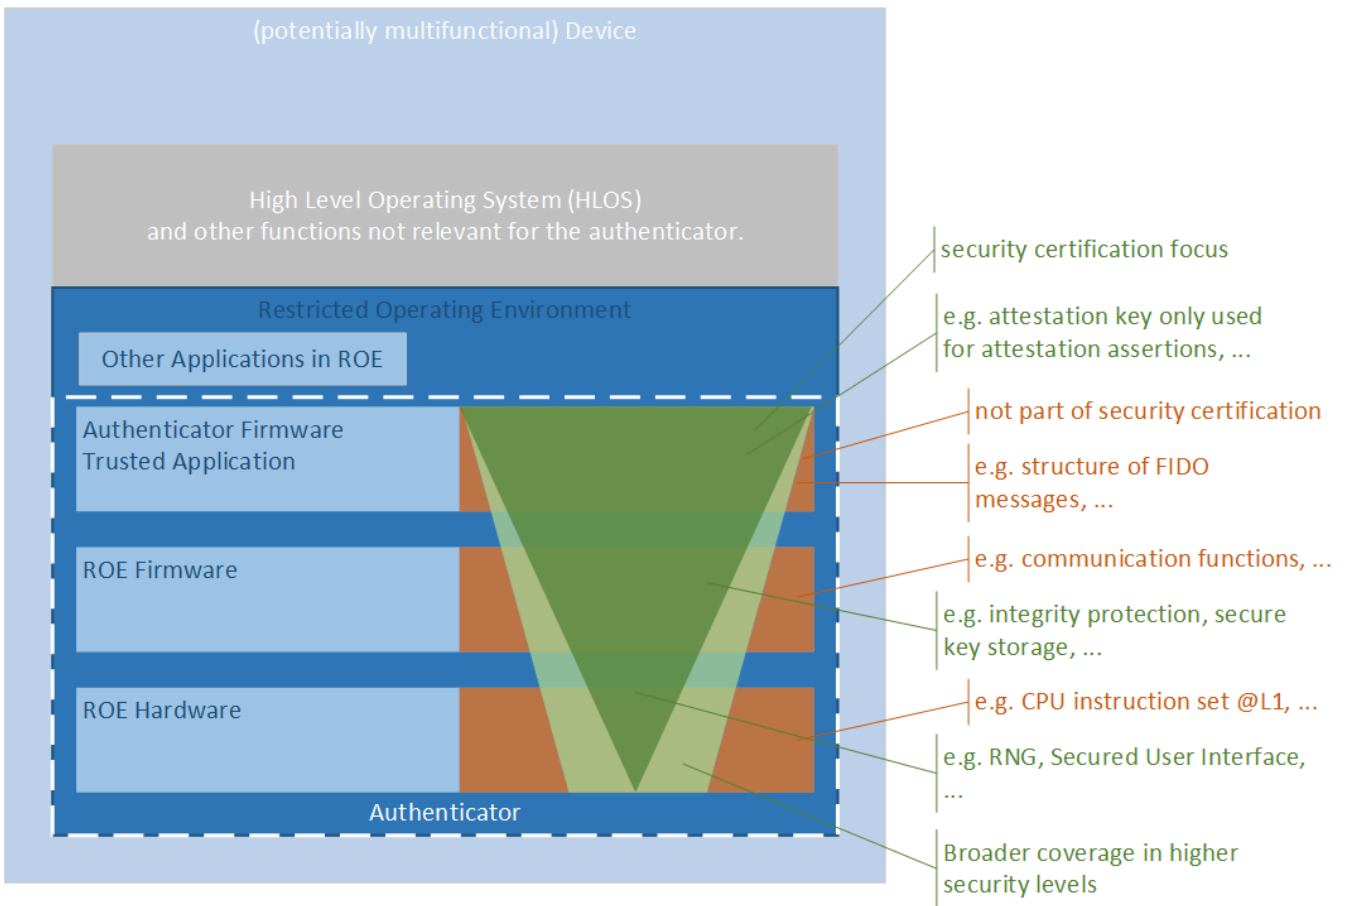 (potentially multifunctional) Device
High Level Operating System (HLOS)
and other functions not relevant for the authenticator.
Restricted Operating Environment
Other Applications in ROE
Authenticator Firmware
Trusted Application
ROE Firmware
ROE Hardware
Authenticator
security certification focus
e.g. attestation key only used
for attestation assertions, ...
not part of security certification
e.g. structure of FIDO
messages, ...
e.g. communication functions, ...
e.g. integrity protection, secure
key storage, ...
e.g. CPU instruction set @L1, ...
e.g. RNG, Secured User Interface,
...
Broader coverage in higher
security levels